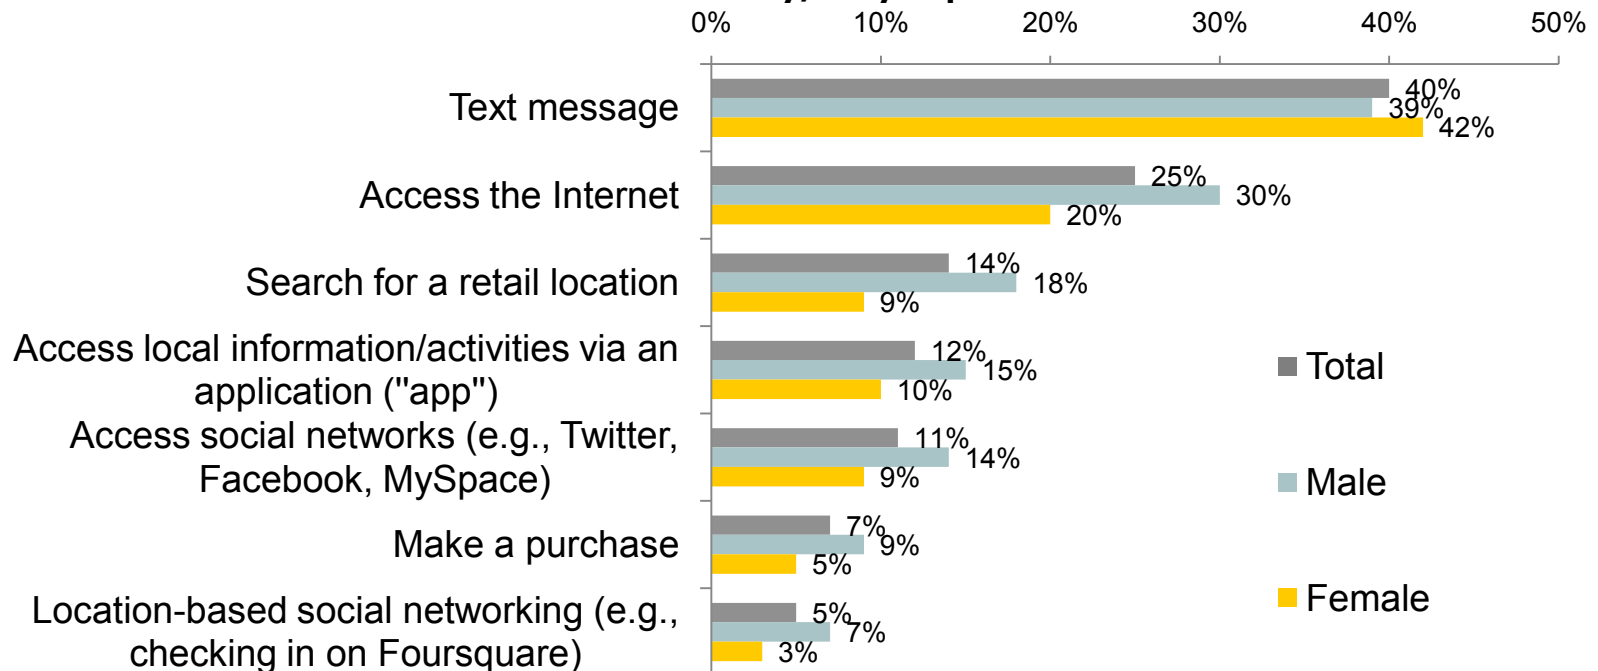 0% 10% 20% 30% 40% 50%
Text message
40%
39%
42%
Access the Internet
25%
30%
20%
Search for a retail location
14%
18%
9%
Access local information/activities via an
application ("app")
12%
15%
10%
Access social networks (e.g., Twitter,
Facebook, MySpace)
11%
14%
9%
Make a purchase
7%
9%
5%
Location-based social networking (e.g.,
checking in on Foursquare)
5%
7%
3%
Total
Male
Female